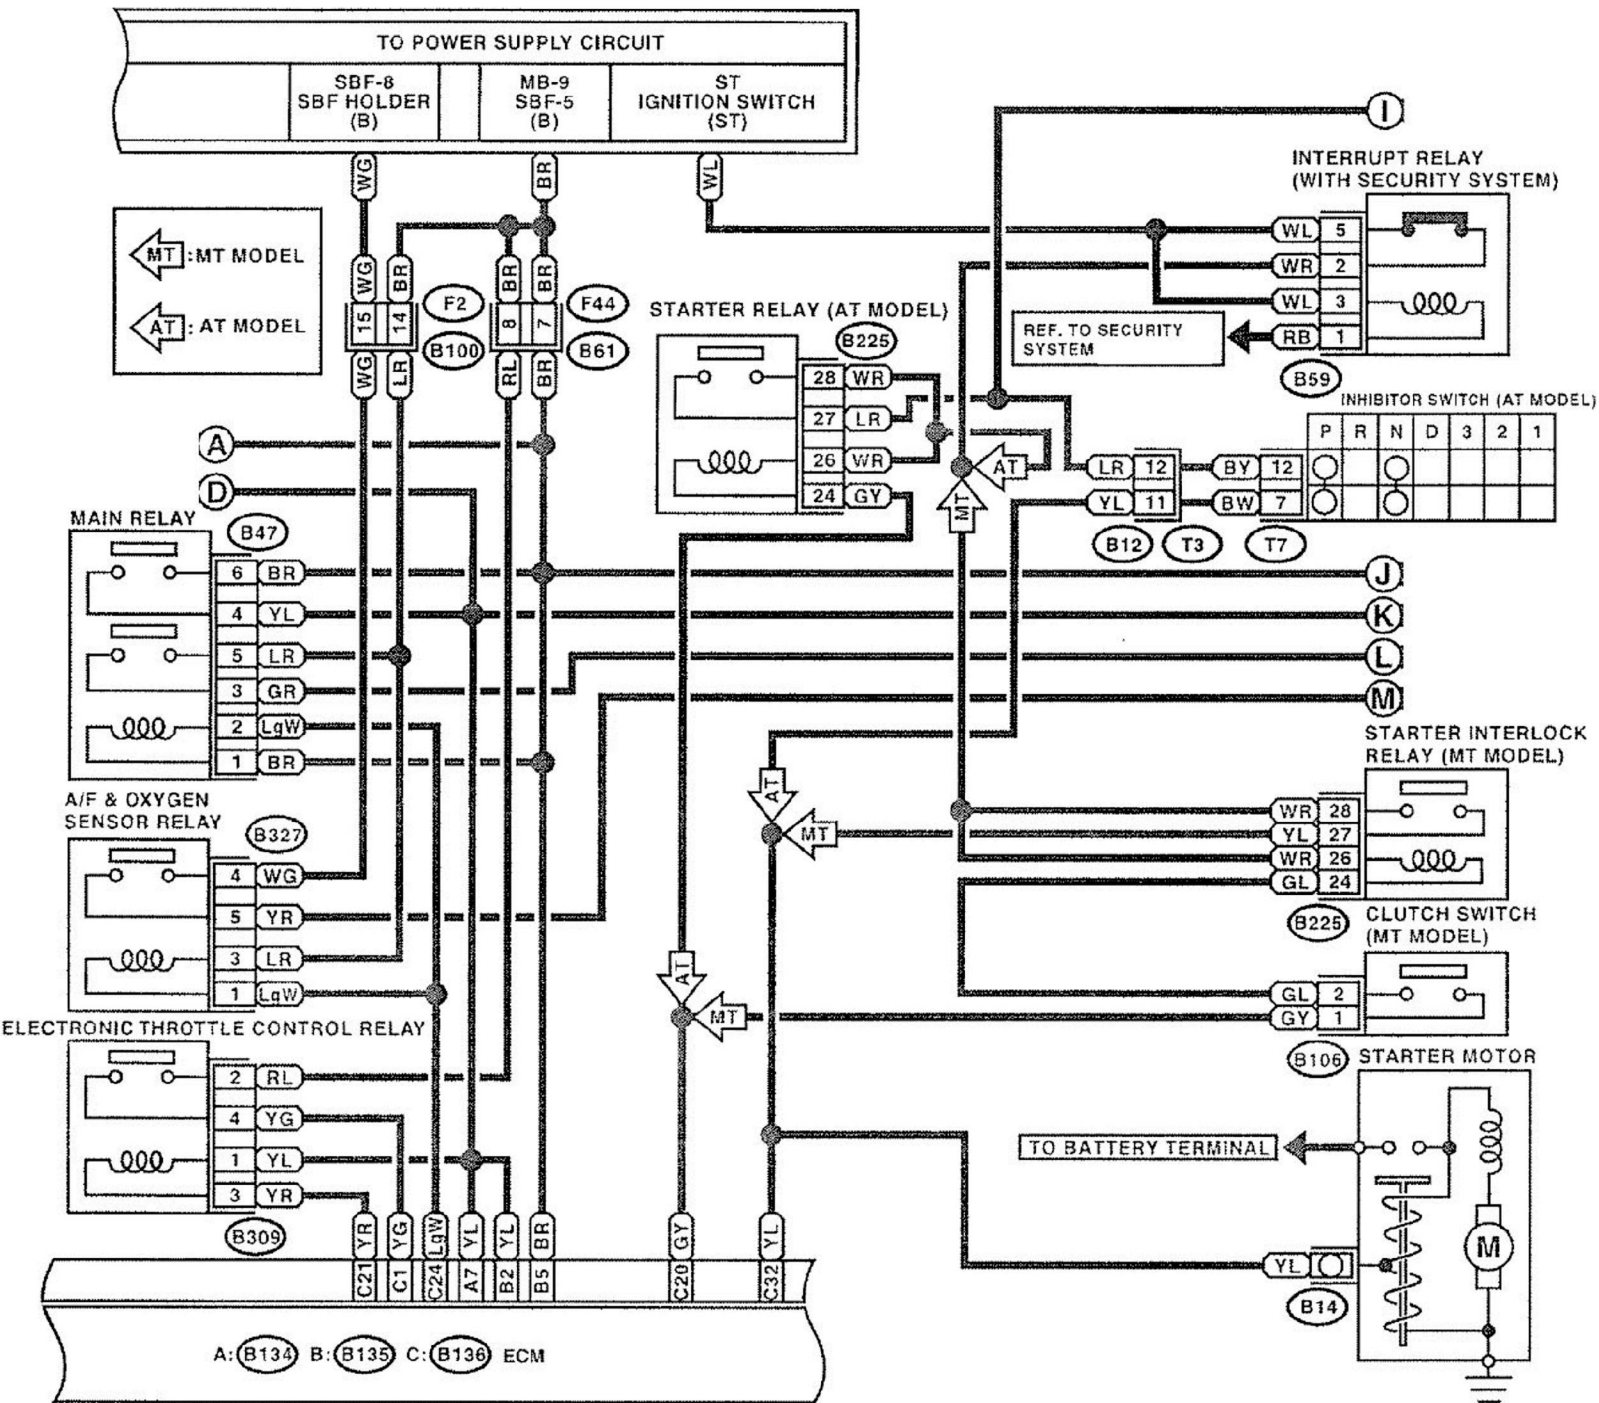 TO POWER SUPPLY CIRCUIT
SBF-8
SBF HOLDER
(B)
MB-9
SBF-5
(B)
ST
IGNITION SWITCH
(ST)
WG
BR
WL
I
INTERRUPT RELAY
(WITH SECURITY SYSTEM)
WL 5
WR 2
WL 3
RB 1
B59
REF. TO SECURITY
SYSTEM
MT :MT MODEL
AT : AT MODEL
WG BR BR BR
15 14 F2 8 7 F44
B100 B61
WG LR RL BR
STARTER RELAY (AT MODEL)
B225
28 WR
27 LR
26 WR
24 GY
AT
MT
INHIBITOR SWITCH (AT MODEL)
P R N D 3 2 1
LR 12 BY 12
YL 11 BW 7
B12 T3 T7
A
D
MAIN RELAY
B47
6 BR
4 YL
5 LR
3 GR
2 LgW
1 BR
J
K
L
M
A/F & OXYGEN
SENSOR RELAY
B327
4 WG
5 YR
3 LR
1 LgW
STARTER INTERLOCK
RELAY (MT MODEL)
AT
MT
WR 28
YL 27
WR 26
GL 24
B225
CLUTCH SWITCH
(MT MODEL)
AT
MT
GL 2
GY 1
B106
ELECTRONIC THROTTLE CONTROL RELAY
2 RL
4 YG
1 YL
3 YR
B309
STARTER MOTOR
TO BATTERY TERMINAL
M
YL
B14
YR YG LgW YL YL BR GY YL
C21 C1 C24 A7 B2 B5 C20 C32
A: B134 B: B135 C: B136 ECM